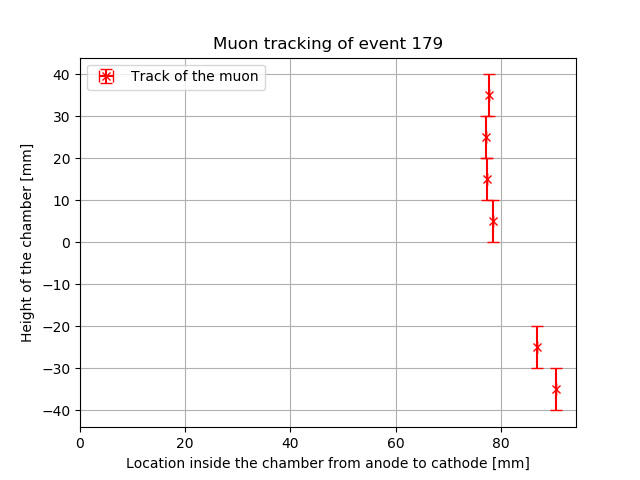 Muon tracking of event 179
Track of the muon
Height of the chamber [mm]
40
30
20
10
0
−10
−20
−30
−40
0 20 40 60 80
Location inside the chamber from anode to cathode [mm]